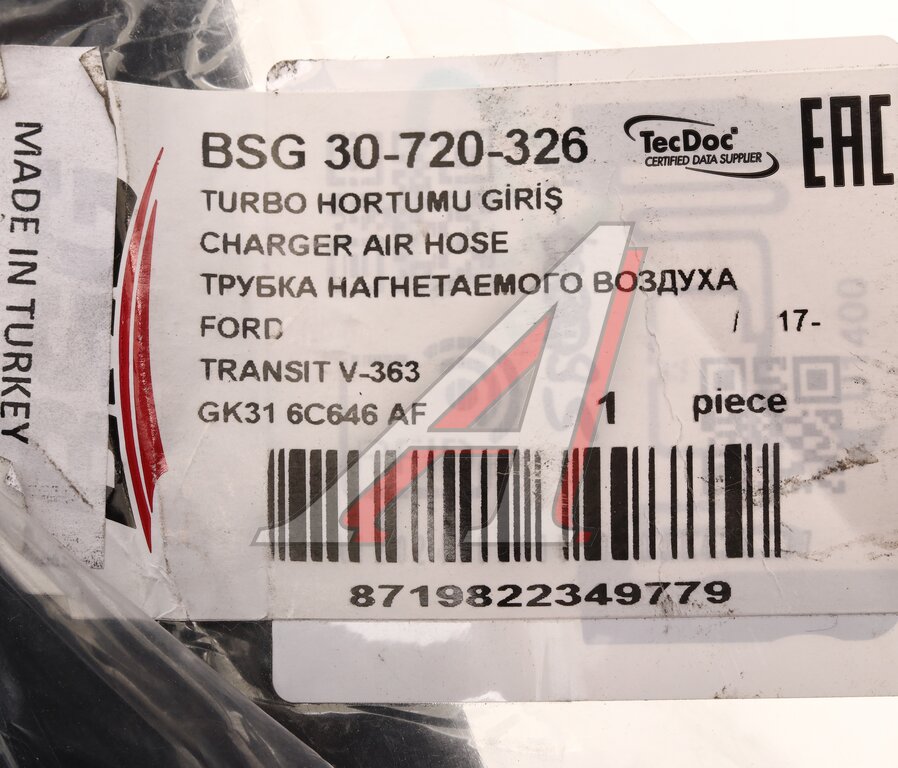 MADE IN TURKEY
BSG 30-720-326
TecDoc
CERTIFIED DATA SUPPLIER
EAC
TURBO HORTUMU GİRİŞ
CHARGER AIR HOSE
ТРУБКА НАГНЕТАЕМОГО ВОЗДУХА
FORD / 17-
TRANSIT V-363
GK31 6C646 AF 1 piece
8719822349779
400